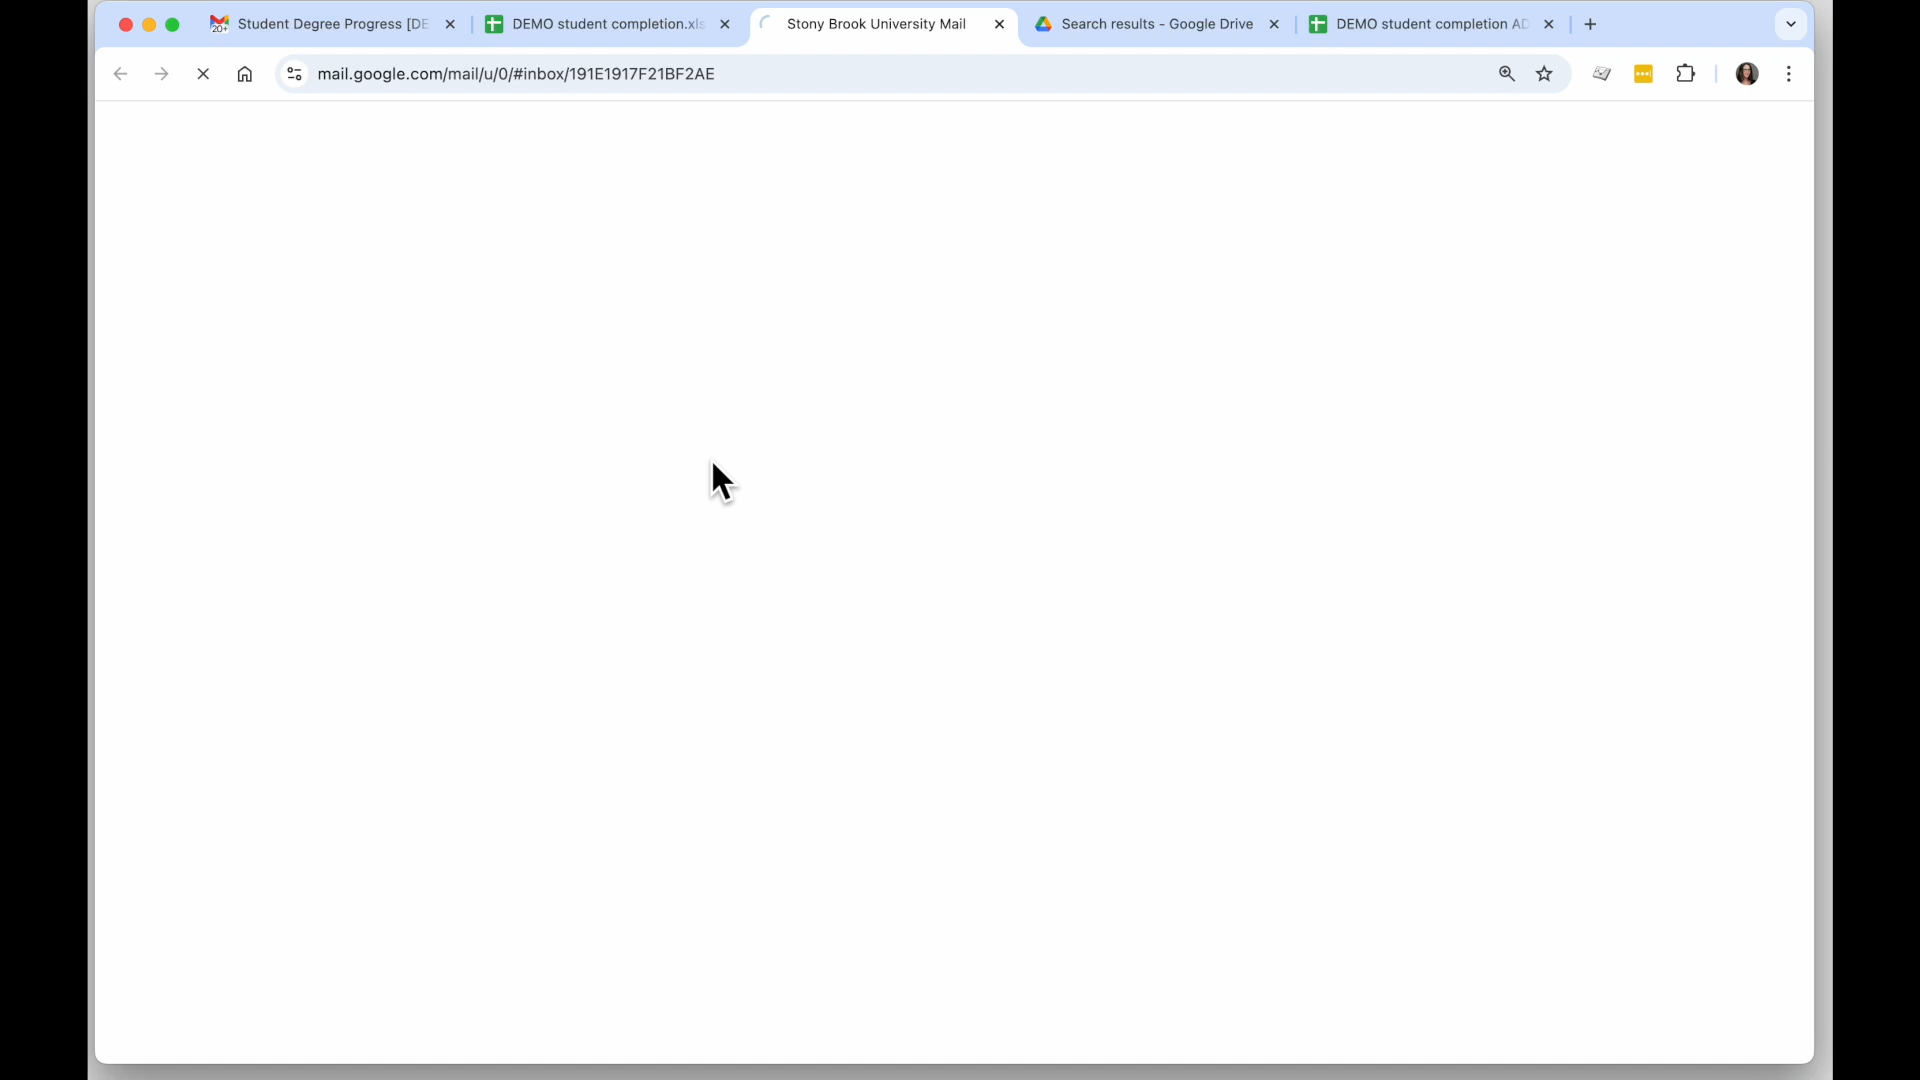 20+ Student Degree Progress [DE
DEMO student completion.xls
Stony Brook University Mail
Search results - Google Drive
DEMO student completion AD
mail.google.com/mail/u/0/#inbox/191E1917F21BF2AE